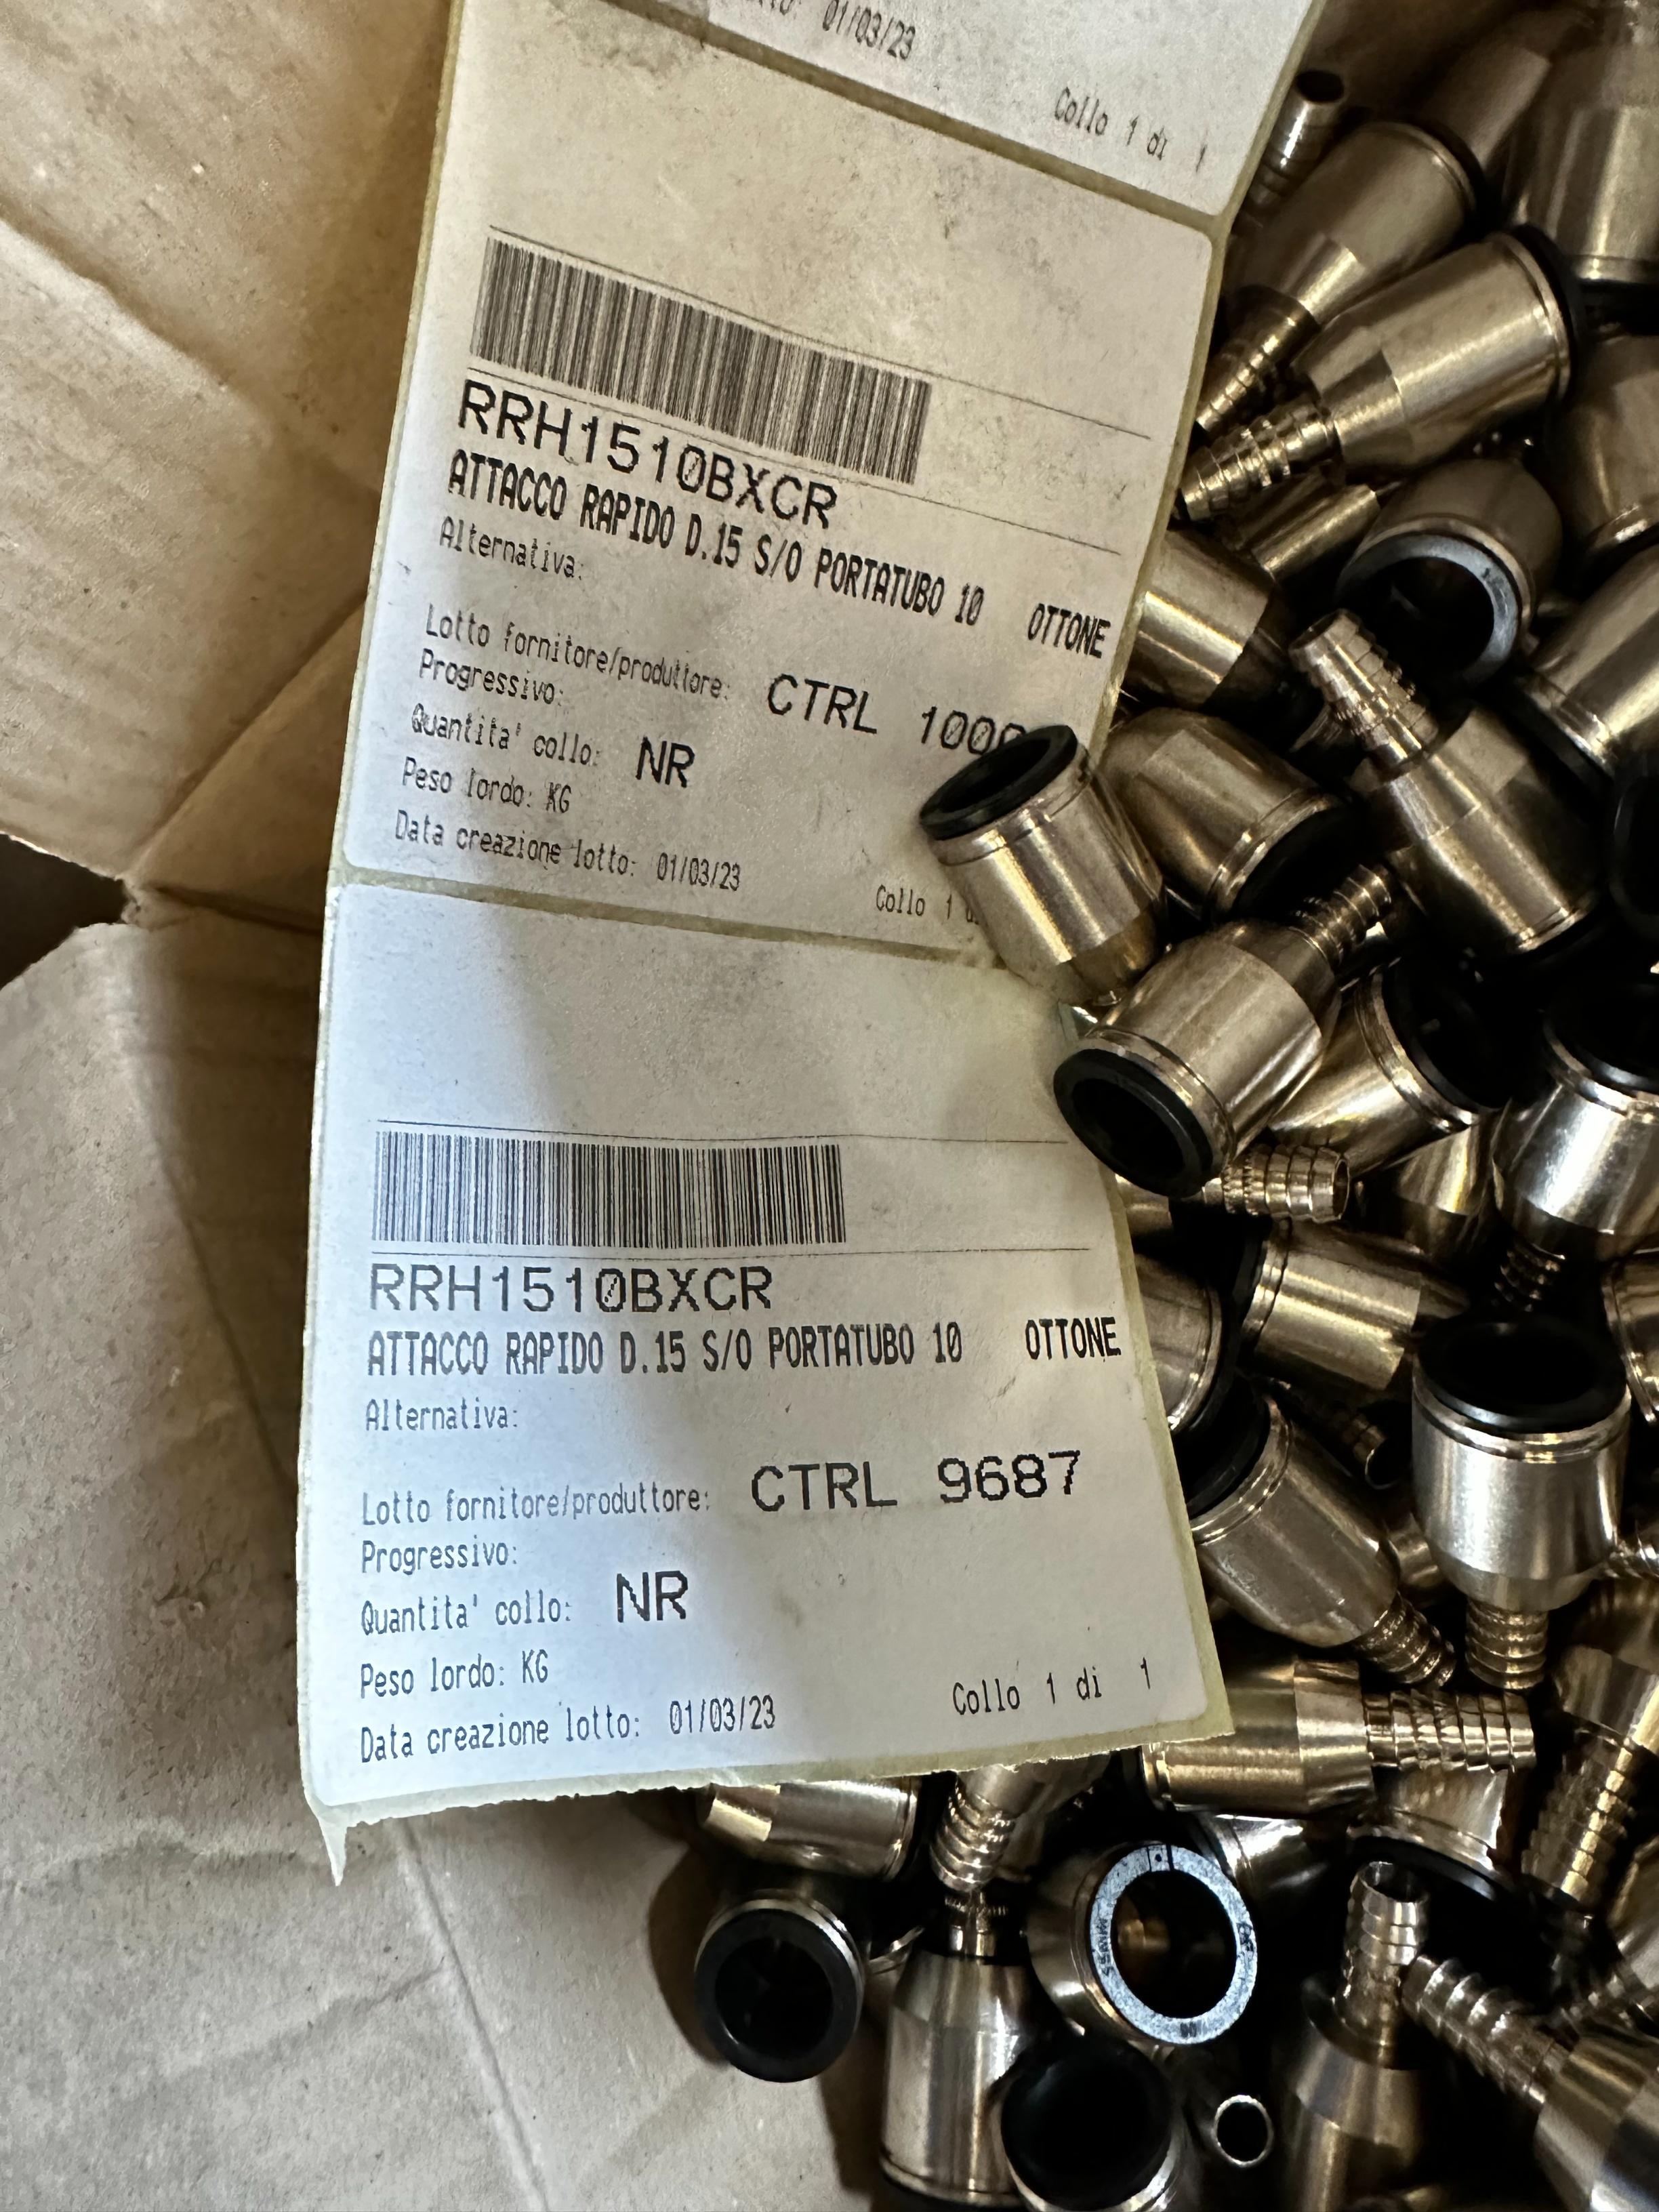 01/03/23
Collo 1 di 1
RRH1510BXCR
ATTACCO RAPIDO D.15 S/O PORTATUBO 10 OTTONE
Alternativa:
Lotto fornitore/produttore: CTRL
Progressivo:
Quantita' collo: NR
Peso lordo: KG
Data creazione lotto: 01/03/23
Collo 1
RRH1510BXCR
ATTACCO RAPIDO D.15 S/O PORTATUBO 10 OTTONE
Alternativa:
Lotto fornitore/produttore: CTRL 9687
Progressivo:
Quantita' collo: NR
Peso lordo: KG
Data creazione lotto: 01/03/23
Collo 1 di 1